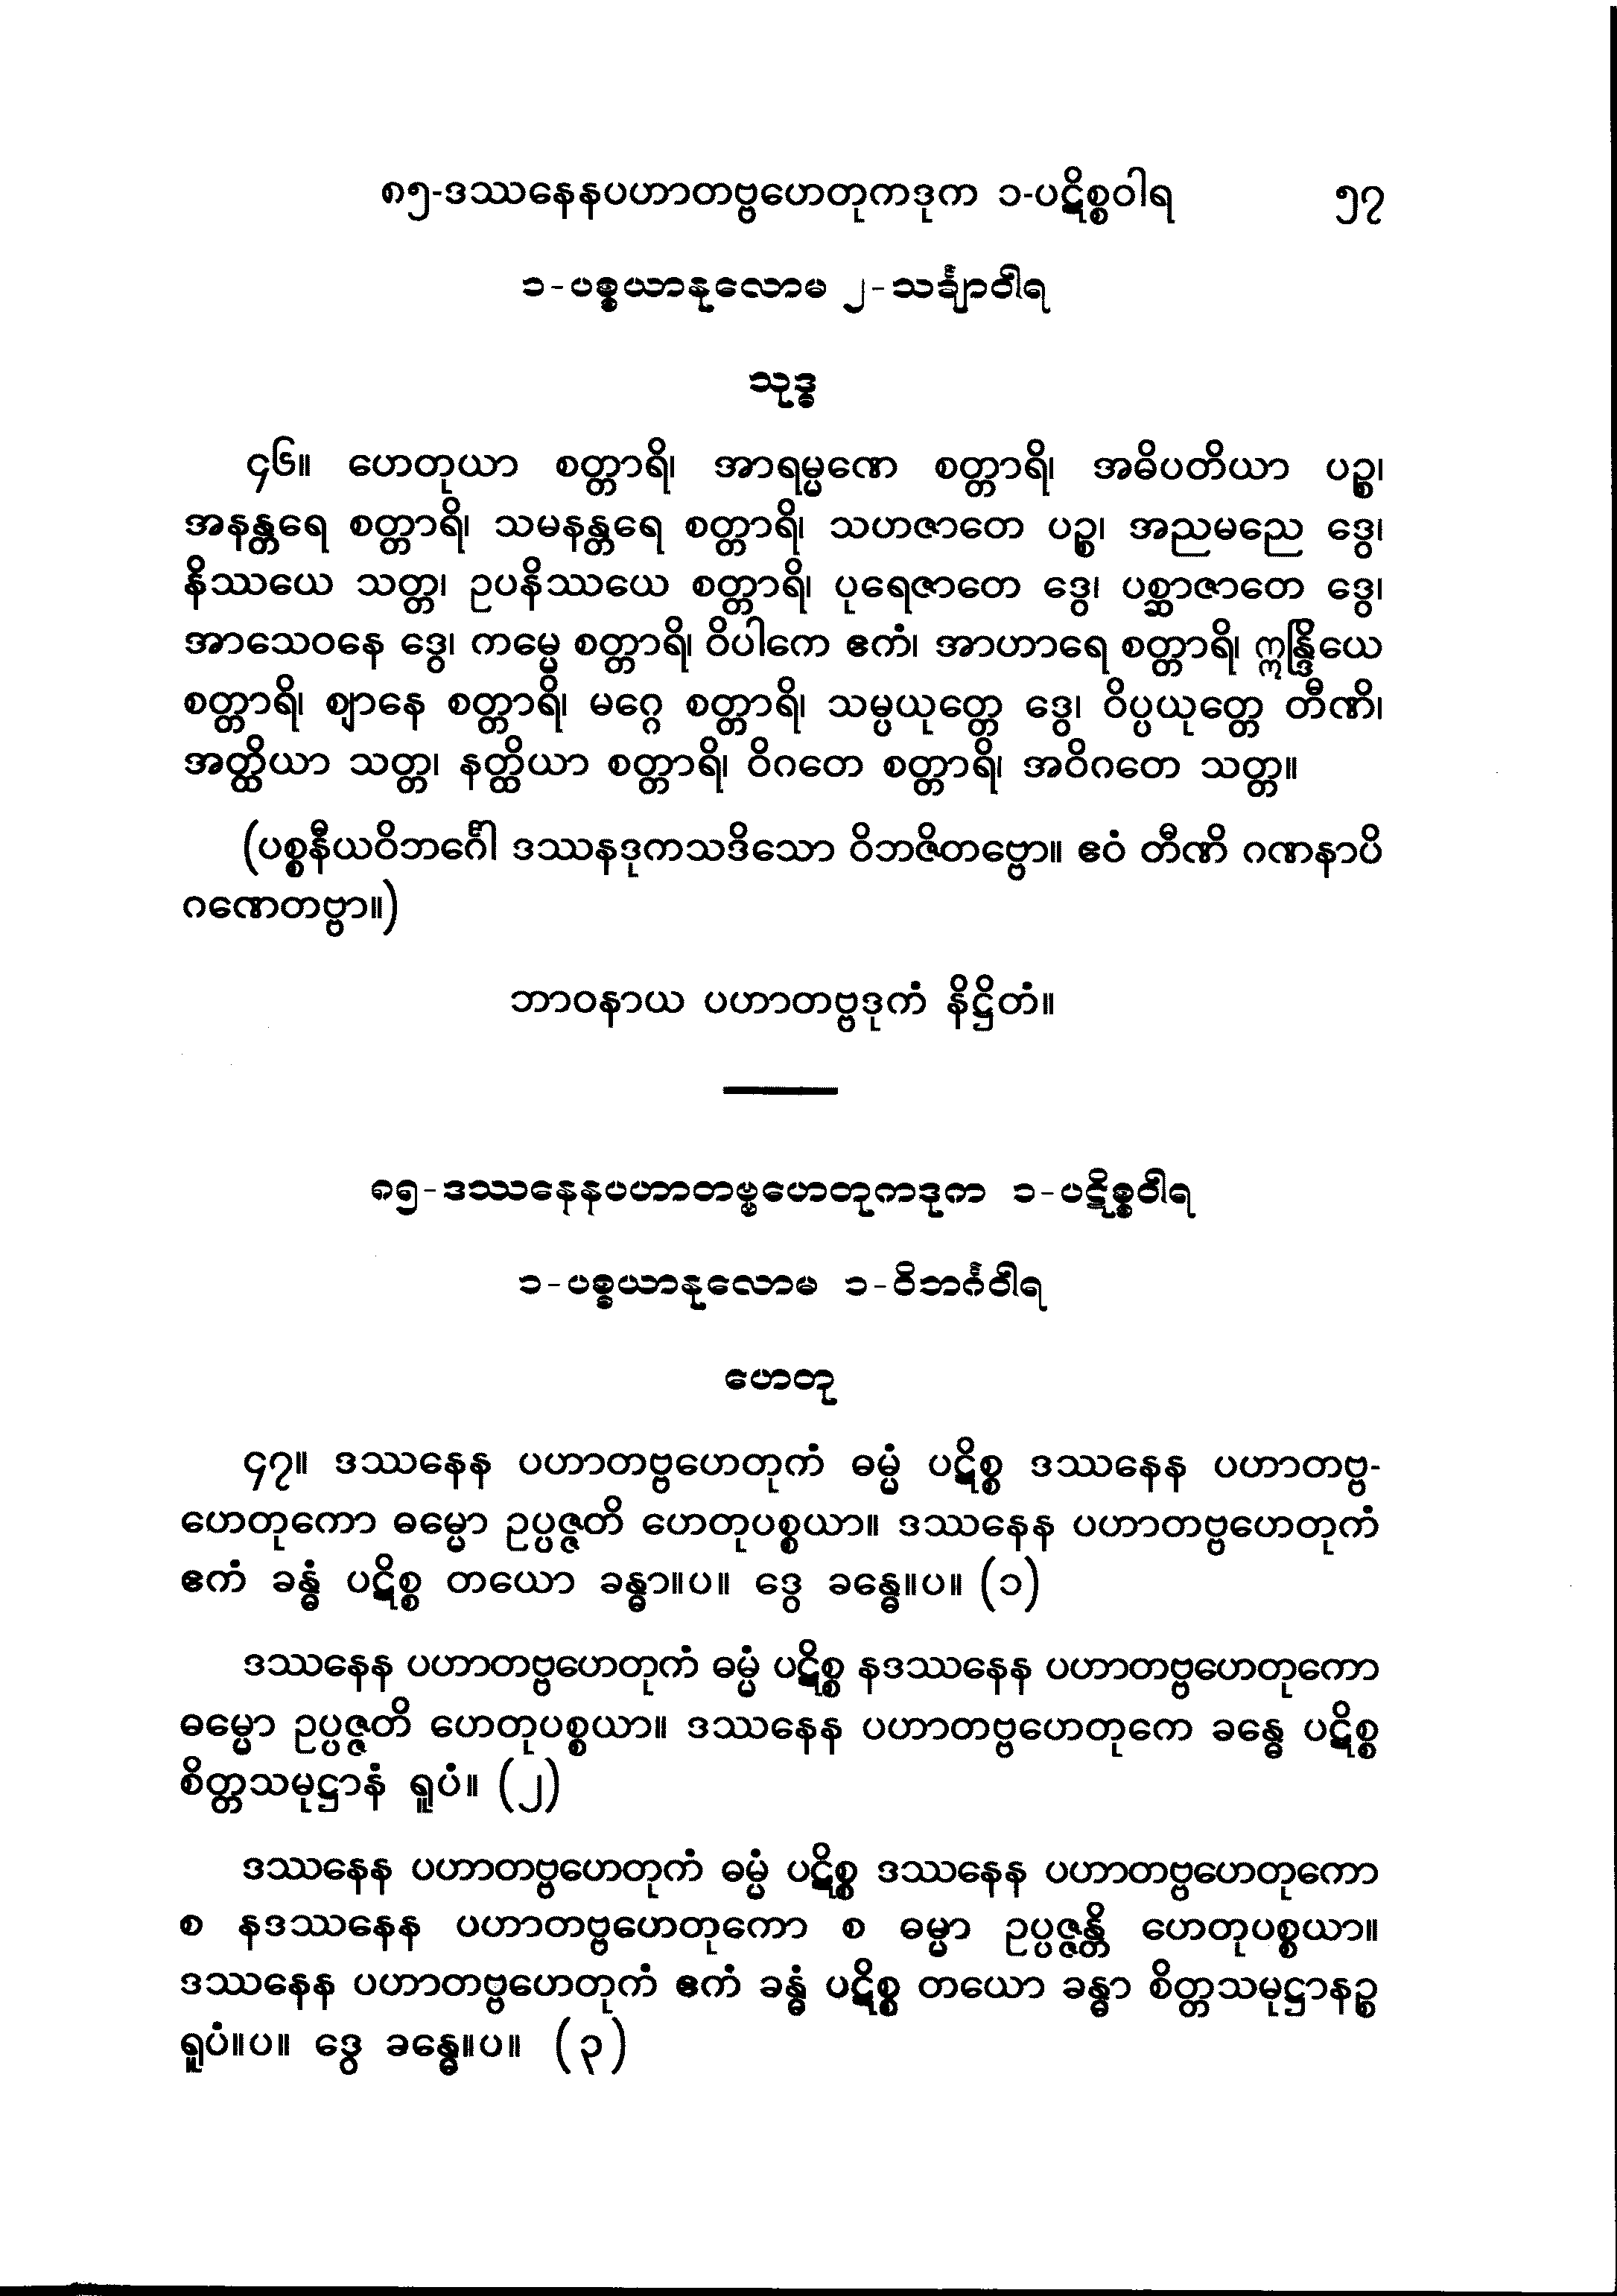 ၈၅-ဒဿနေနပဟာတဗ္ဗဟေတုကဒုက ၁-ပဋိစ္စဝါရ ၅၇
၁-ပစ္စယာနုလောမ ၂-သင်္ချာဝါရ
သုဒ္ဓ
၄၆။ ဟေတုယာ စတ္တာရိ၊ အာရမ္မဏေ စတ္တာရိ၊ အဓိပတိယာ ပဉ္စ၊
အနန္တရေ စတ္တာရိ၊ သမနန္တရေ စတ္တာရိ၊ သဟဇာတေ ပဉ္စ၊ အညမညေ ဒွေ၊
နိဿယေ သတ္တ၊ ဥပနိဿယေ စတ္တာရိ၊ ပုရေဇာတေ ဒွေ၊ ပစ္ဆာဇာတေ ဒွေ၊
အာသေဝနေ ဒွေ၊ ကမ္မေ စတ္တာရိ၊ ဝိပါကေ ဧကံ၊ အာဟာရေ စတ္တာရိ၊ ဣန္ဒြိယေ
စတ္တာရိ၊ ဈာနေ စတ္တာရိ၊ မဂ္ဂေ စတ္တာရိ၊ သမ္ပယုတ္တေ ဒွေ၊ ဝိပ္ပယုတ္တေ တီဏိ၊
အတ္ထိယာ သတ္တ၊ နတ္ထိယာ စတ္တာရိ၊ ဝိဂတေ စတ္တာရိ၊ အဝိဂတေ သတ္တ။
(ပစ္စနီယဝိဘင်္ဂေါ ဒဿနဒုကသဒိသော ဝိဘဇိတဗ္ဗော။ ဧဝံ တီဏိ ဂဏနာပိ
ဂဏေတဗ္ဗာ။)
ဘာဝနာယ ပဟာတဗ္ဗဒုကံ နိဋ္ဌိတံ။
၈၅-ဒဿနေနပဟာတဗ္ဗဟေတုကဒုက ၁-ပဋိစ္စဝါရ
၁-ပစ္စယာနုလောမ ၁-ဝိဘင်္ဂဝါရ
ဟေတု
၄၇။ ဒဿနေန ပဟာတဗ္ဗဟေတုကံ ဓမ္မံ ပဋိစ္စ ဒဿနေန ပဟာတဗ္ဗ-
ဟေတုကော ဓမ္မော ဥပ္ပဇ္ဇတိ ဟေတုပစ္စယာ။ ဒဿနေန ပဟာတဗ္ဗဟေတုကံ
ဧကံ ခန္ဓံ ပဋိစ္စ တယော ခန္ဓာ။ပ။ ဒွေ ခန္ဓေ။ပ။ (၁)
ဒဿနေန ပဟာတဗ္ဗဟေတုကံ ဓမ္မံ ပဋိစ္စ နဒဿနေန ပဟာတဗ္ဗဟေတုကော
ဓမ္မော ဥပ္ပဇ္ဇတိ ဟေတုပစ္စယာ။ ဒဿနေန ပဟာတဗ္ဗဟေတုကေ ခန္ဓေ ပဋိစ္စ
စိတ္တသမုဋ္ဌာနံ ရူပံ။ (၂)
ဒဿနေန ပဟာတဗ္ဗဟေတုကံ ဓမ္မံ ပဋိစ္စ ဒဿနေန ပဟာတဗ္ဗဟေတုကော
စ နဒဿနေန ပဟာတဗ္ဗဟေတုကော စ ဓမ္မာ ဥပ္ပဇ္ဇန္တိ ဟေတုပစ္စယာ။
ဒဿနေန ပဟာတဗ္ဗဟေတုကံ ဧကံ ခန္ဓံ ပဋိစ္စ တယော ခန္ဓာ စိတ္တသမုဋ္ဌာနဉ္စ
ရူပံ။ပ။ ဒွေ ခန္ဓေ။ပ။ (၃)